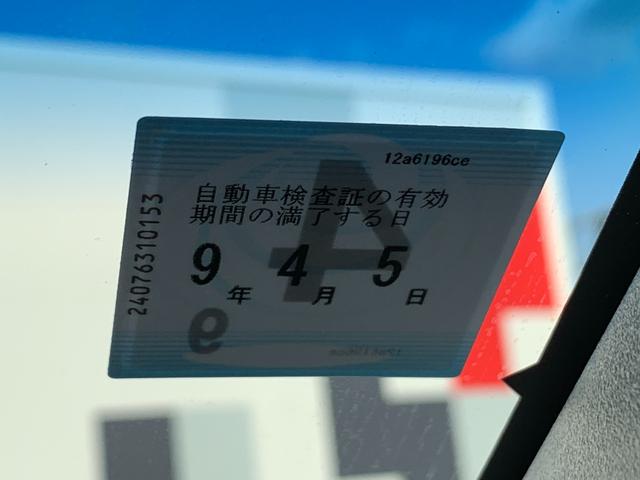 12a6196ce
自動車検査証の有効
期間の満了する日
9年 4月 5日
24076310153